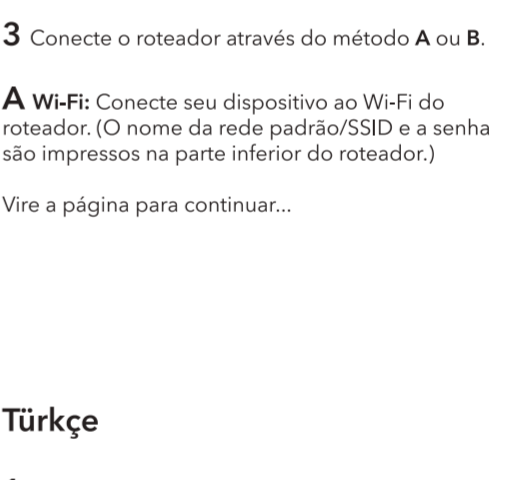 3 Conecte o roteador através do método A ou B.
A Wi-Fi: Conecte seu dispositivo ao Wi-Fi do
roteador. (O nome da rede padrão/SSID e a senha
são impressos na parte inferior do roteador.)
Vire a página para continuar...
Türkçe